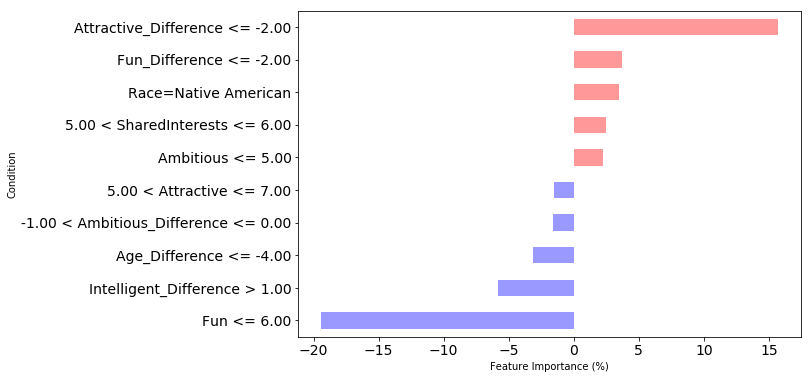 Attractive_Difference <= -2.00
Fun_Difference <= -2.00
Race=Native American
5.00 < SharedInterests <= 6.00
Ambitious <= 5.00
5.00 < Attractive <= 7.00
-1.00 < Ambitious_Difference <= 0.00
Age_Difference <= -4.00
Intelligent_Difference > 1.00
Fun <= 6.00
Condition
−20 −15 −10 −5 0 5 10 15
Feature Importance (%)